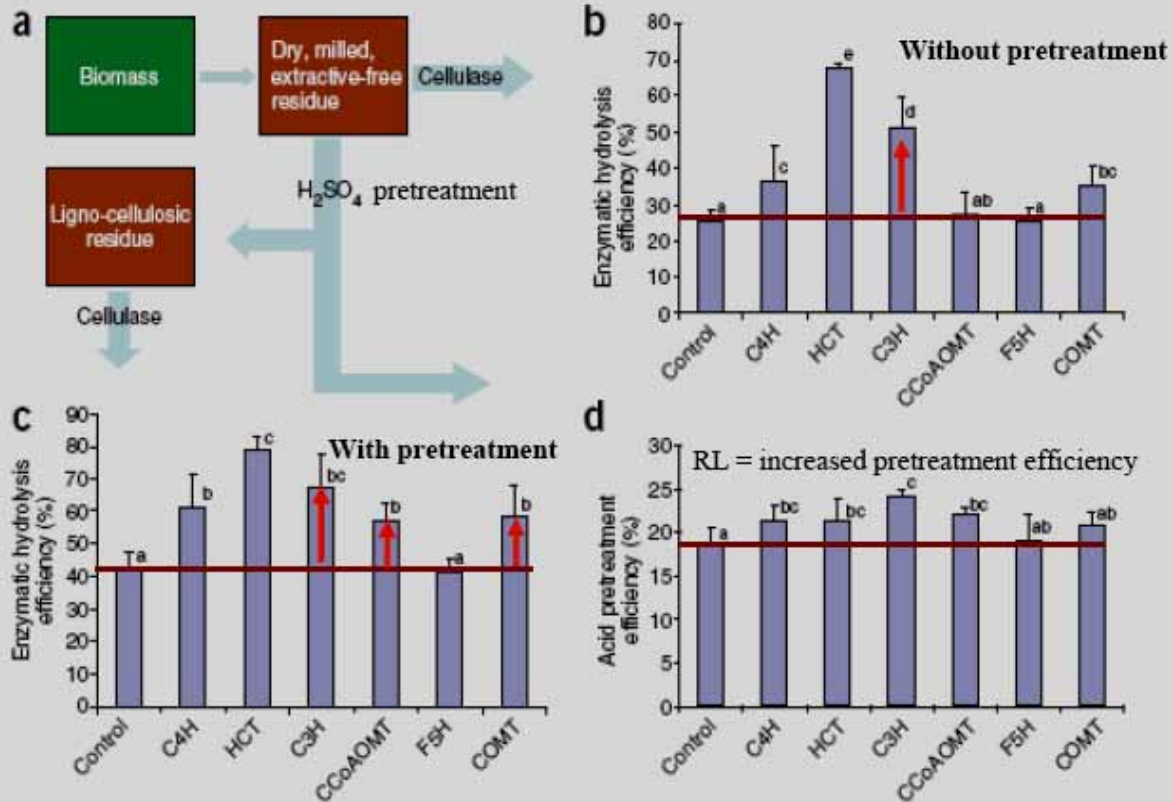 a
Biomass
Dry, milled,
extractive-free
residue
Cellulase
H2SO4 pretreatment
Ligno-cellulosic
residue
Cellulase
b
Without pretreatment
Enzymatic hydrolysis
efficiency (%)
80
70
60
50
40
30
20
10
0
a
c
e
d
ab
a
bc
Control
C4H
HCT
C3H
CCoAOMT
F5H
COMT
c
With pretreatment
Enzymatic hydrolysis
efficiency (%)
90
80
70
60
50
40
30
20
10
0
a
b
c
bc
b
a
b
Control
C4H
HCT
C3H
CCoAOMT
F5H
COMT
d
RL = increased pretreatment efficiency
Acid pretreatment
efficiency (%)
30
25
20
15
10
5
0
a
bc
bc
c
bc
ab
ab
Control
C4H
HCT
C3H
CCoAOMT
F5H
COMT